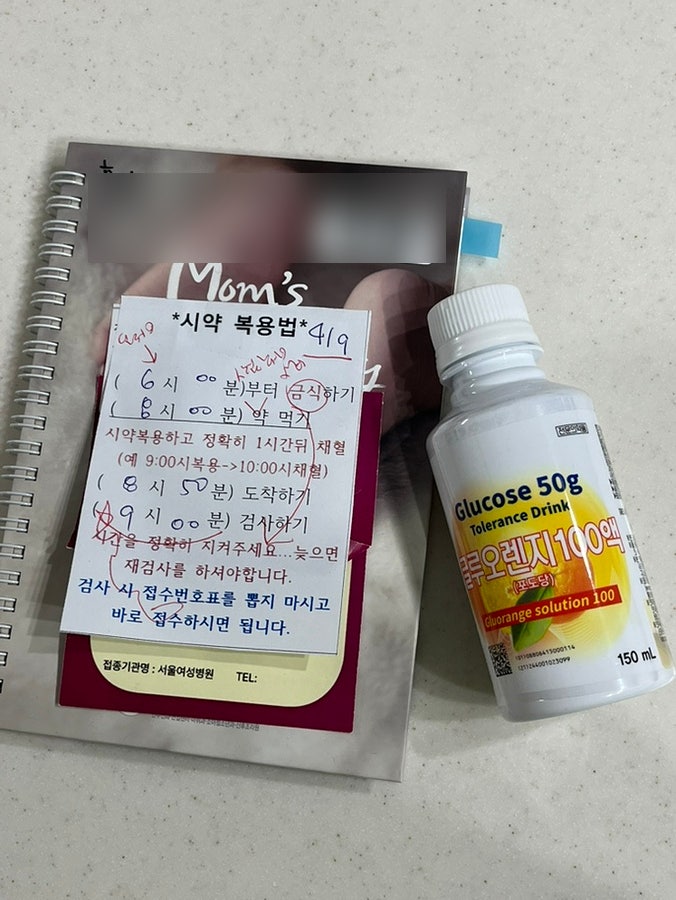 Mom's
*시약 복용법* 4/9
( 6 시 00 분)부터 금식하기
( 8 시 00 분) 약 먹기
시약복용하고 정확히 1시간뒤 채혈
(예 9:00시복용->10:00시채혈)
( 8 시 50 분) 도착하기
( 9 시 00 분) 검사하기
시간을 정확히 지켜주세요...늦으면
재검사를 하셔야합니다.
검사 시 접수번호표를 뽑지 마시고
바로 접수하시면 됩니다.
접종기관명 : 서울여성병원 TEL:
전문의약품
Glucose 50g
Tolerance Drink
글루오렌지100액
(포도당)
Gluorange solution 100
150 mL